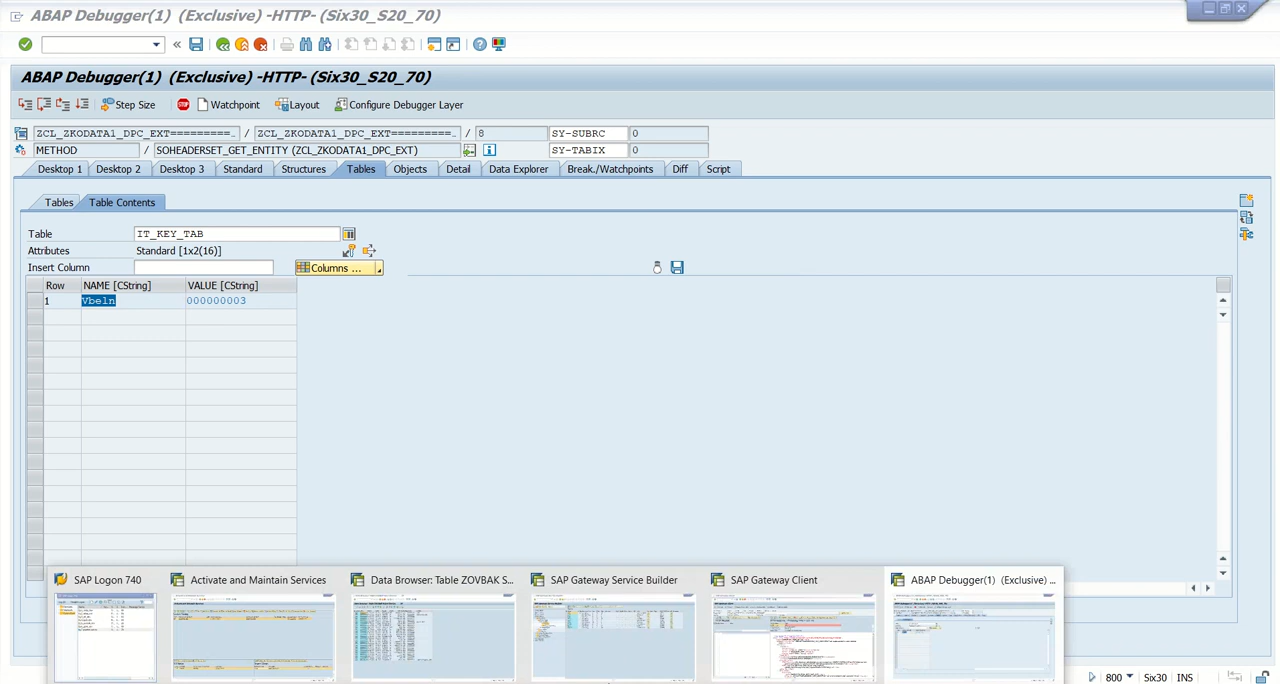 ABAP Debugger(1) (Exclusive) -HTTP- (Six30_S20_70)
ABAP Debugger(1) (Exclusive) -HTTP- (Six30_S20_70)
Step Size STOP Watchpoint Layout Configure Debugger Layer
ZCL_ZKODATA1_DPC_EXT=========.. / ZCL_ZKODATA1_DPC_EXT=========.. / 8 SY-SUBRC 0
METHOD / SOHEADERSET_GET_ENTITY (ZCL_ZKODATA1_DPC_EXT) SY-TABIX 0
Desktop 1 Desktop 2 Desktop 3 Standard Structures Tables Objects Detail Data Explorer Break./Watchpoints Diff Script
Tables Table Contents
Table IT_KEY_TAB
Attributes Standard [1x2(16)]
Insert Column Columns ...
Row NAME [CString] VALUE [CString]
1 Vbeln 000000003
SAP Logon 740 Activate and Maintain Services Data Browser: Table ZOVBAK S... SAP Gateway Service Builder SAP Gateway Client ABAP Debugger(1) (Exclusive) ...
800 Six30 INS